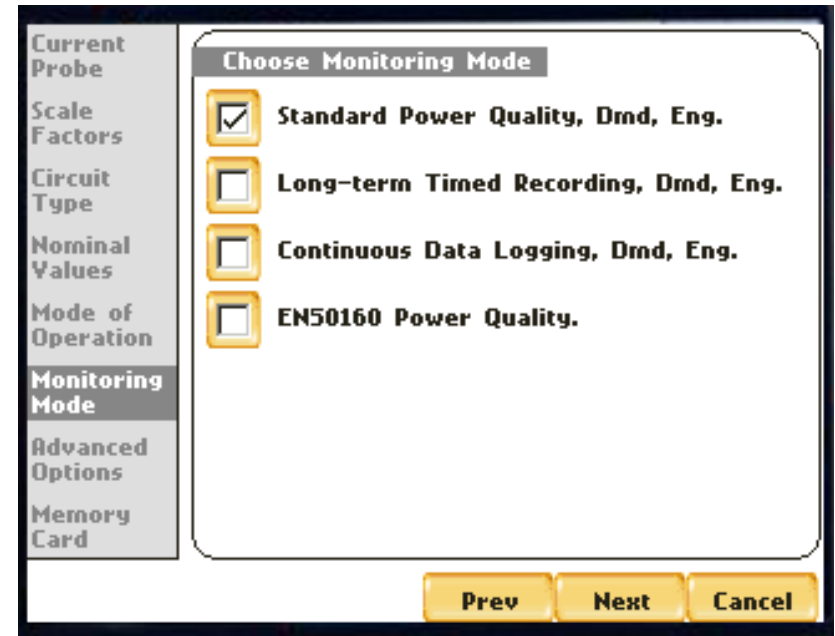 Current
Probe
Scale
Factors
Circuit
Type
Nominal
Values
Mode of
Operation
Monitoring
Mode
Advanced
Options
Memory
Card
Choose Monitoring Mode
Standard Power Quality, Dmd, Eng.
Long-term Timed Recording, Dmd, Eng.
Continuous Data Logging, Dmd, Eng.
EN50160 Power Quality.
Prev Next Cancel